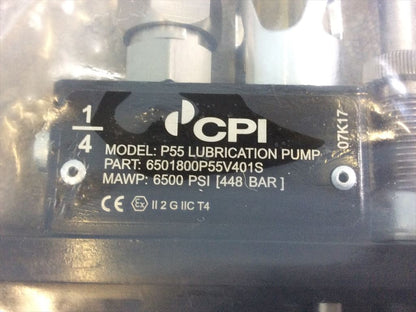 1/4
CPI
MODEL: P55 LUBRICATION PUMP
PART: 6501800P55V401S
MAWP: 6500 PSI [448 BAR]
CE Ex II 2 G IIC T4
07K17